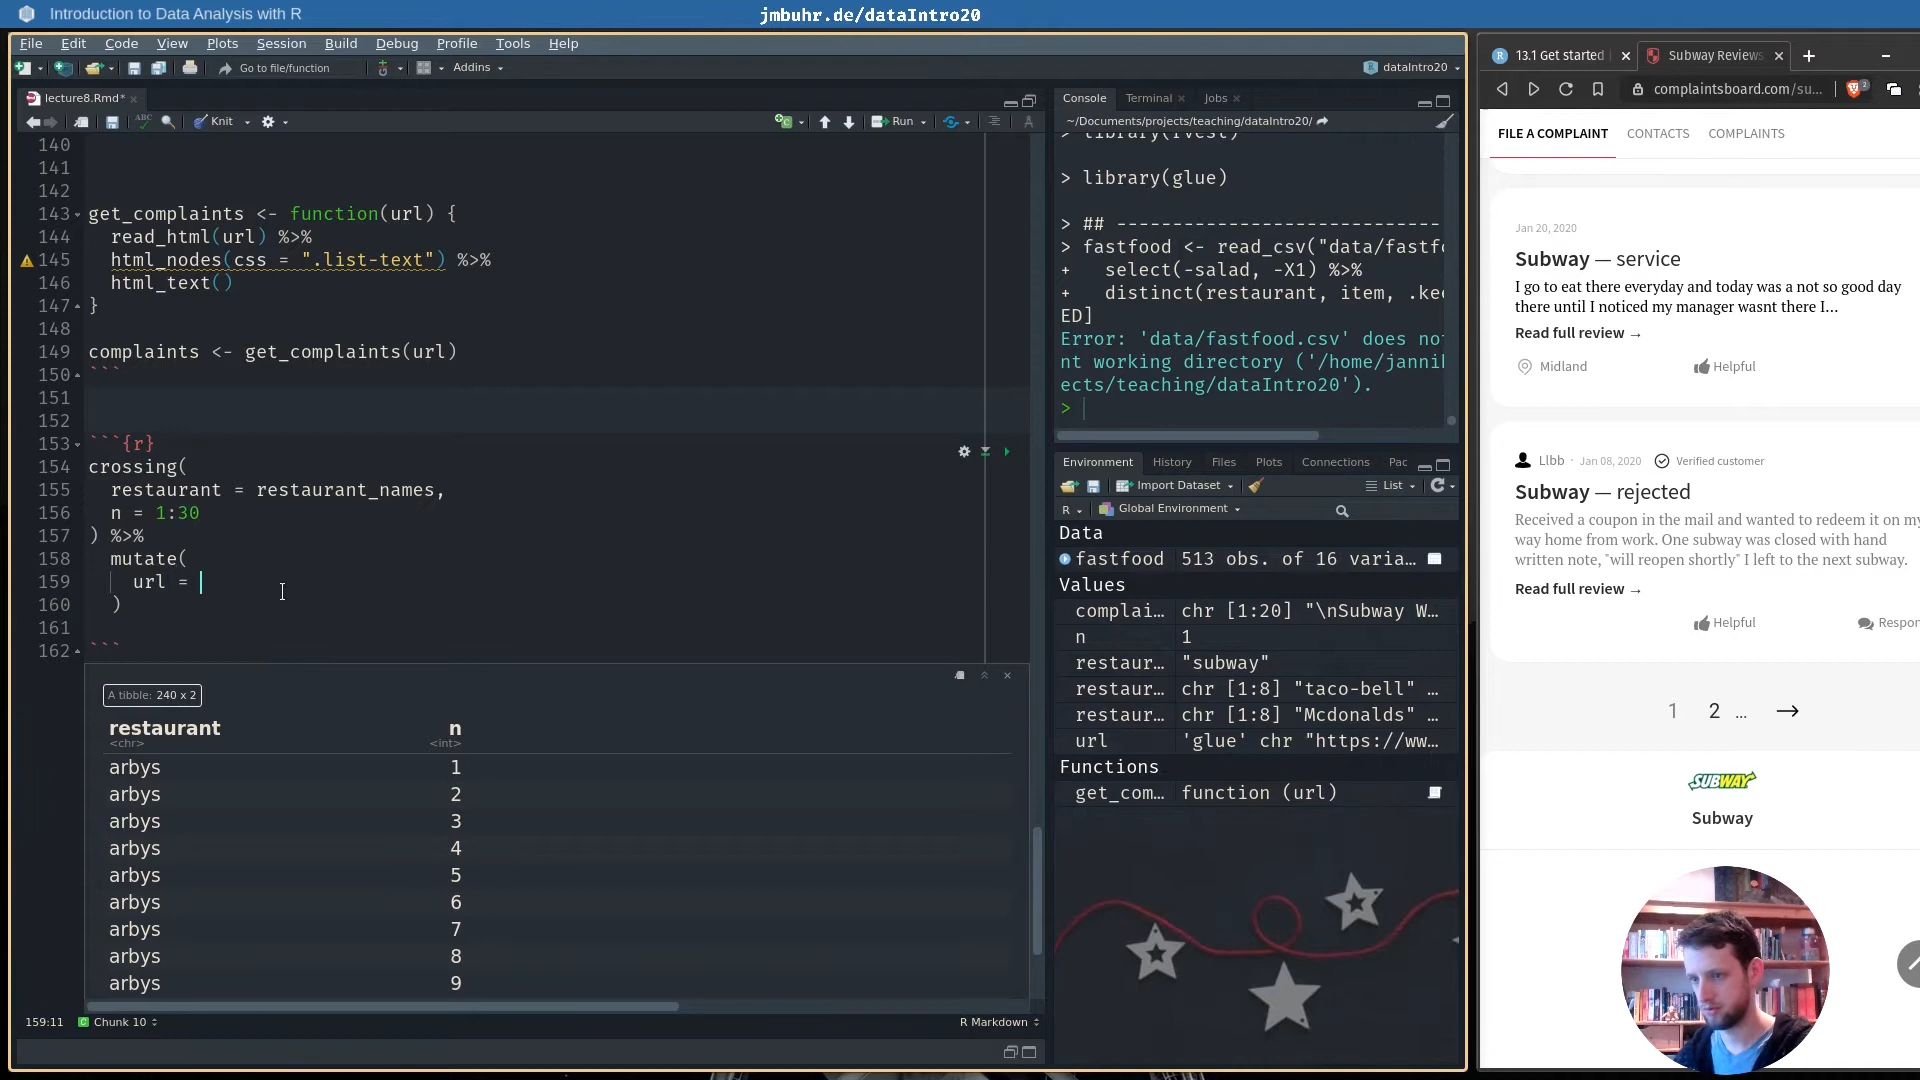 Introduction to Data Analysis with R
jmbuhr.de/dataIntro20
File Edit Code View Plots Session Build Debug Profile Tools Help
Go to file/function
Addins
dataIntro20
lecture8.Rmd*
Knit
Run
140
141
142
143 get_complaints <- function(url) {
144 read_html(url) %>%
145 html_nodes(css = ".list-text") %>%
146 html_text()
147 }
148
149 complaints <- get_complaints(url)
150 ```
151
152
153 ```{r}
154 crossing(
155 restaurant = restaurant_names,
156 n = 1:30
157 ) %>%
158 mutate(
159 url =
160 )
161
162 ```
A tibble: 240 x 2
restaurant n
<chr> <int>
arbys 1
arbys 2
arbys 3
arbys 4
arbys 5
arbys 6
arbys 7
arbys 8
arbys 9
159:11 Chunk 10 R Markdown
Console Terminal Jobs
~/Documents/projects/teaching/dataIntro20/
> library(rvest)
> library(glue)
> ## -----------------------------
> fastfood <- read_csv("data/fastfo
+ select(-salad, -X1) %>%
+ distinct(restaurant, item, .kee
ED]
Error: 'data/fastfood.csv' does no
nt working directory ('/home/jannik
ects/teaching/dataIntro20').
>
Environment History Files Plots Connections Pac
Import Dataset List
R Global Environment
Data
fastfood 513 obs. of 16 varia…
Values
complai… chr [1:20] "\nSubway W…
n 1
restaur… "subway"
restaur… chr [1:8] "taco-bell" …
restaur… chr [1:8] "Mcdonalds" …
url 'glue' chr "https://ww…
Functions
get_com… function (url)
13.1 Get started
Subway Reviews
complaintsboard.com/su...
FILE A COMPLAINT CONTACTS COMPLAINTS
Jan 20, 2020
Subway — service
I go to eat there everyday and today was a not so good day
there until I noticed my manager wasnt there I…
Read full review →
Midland Helpful
Llbb · Jan 08, 2020 Verified customer
Subway — rejected
Received a coupon in the mail and wanted to redeem it on my
way home from work. One subway was closed with hand
written note, "will reopen shortly" I left to the next subway.
Read full review →
Helpful Respon
1 2 ... →
SUBWAY
Subway